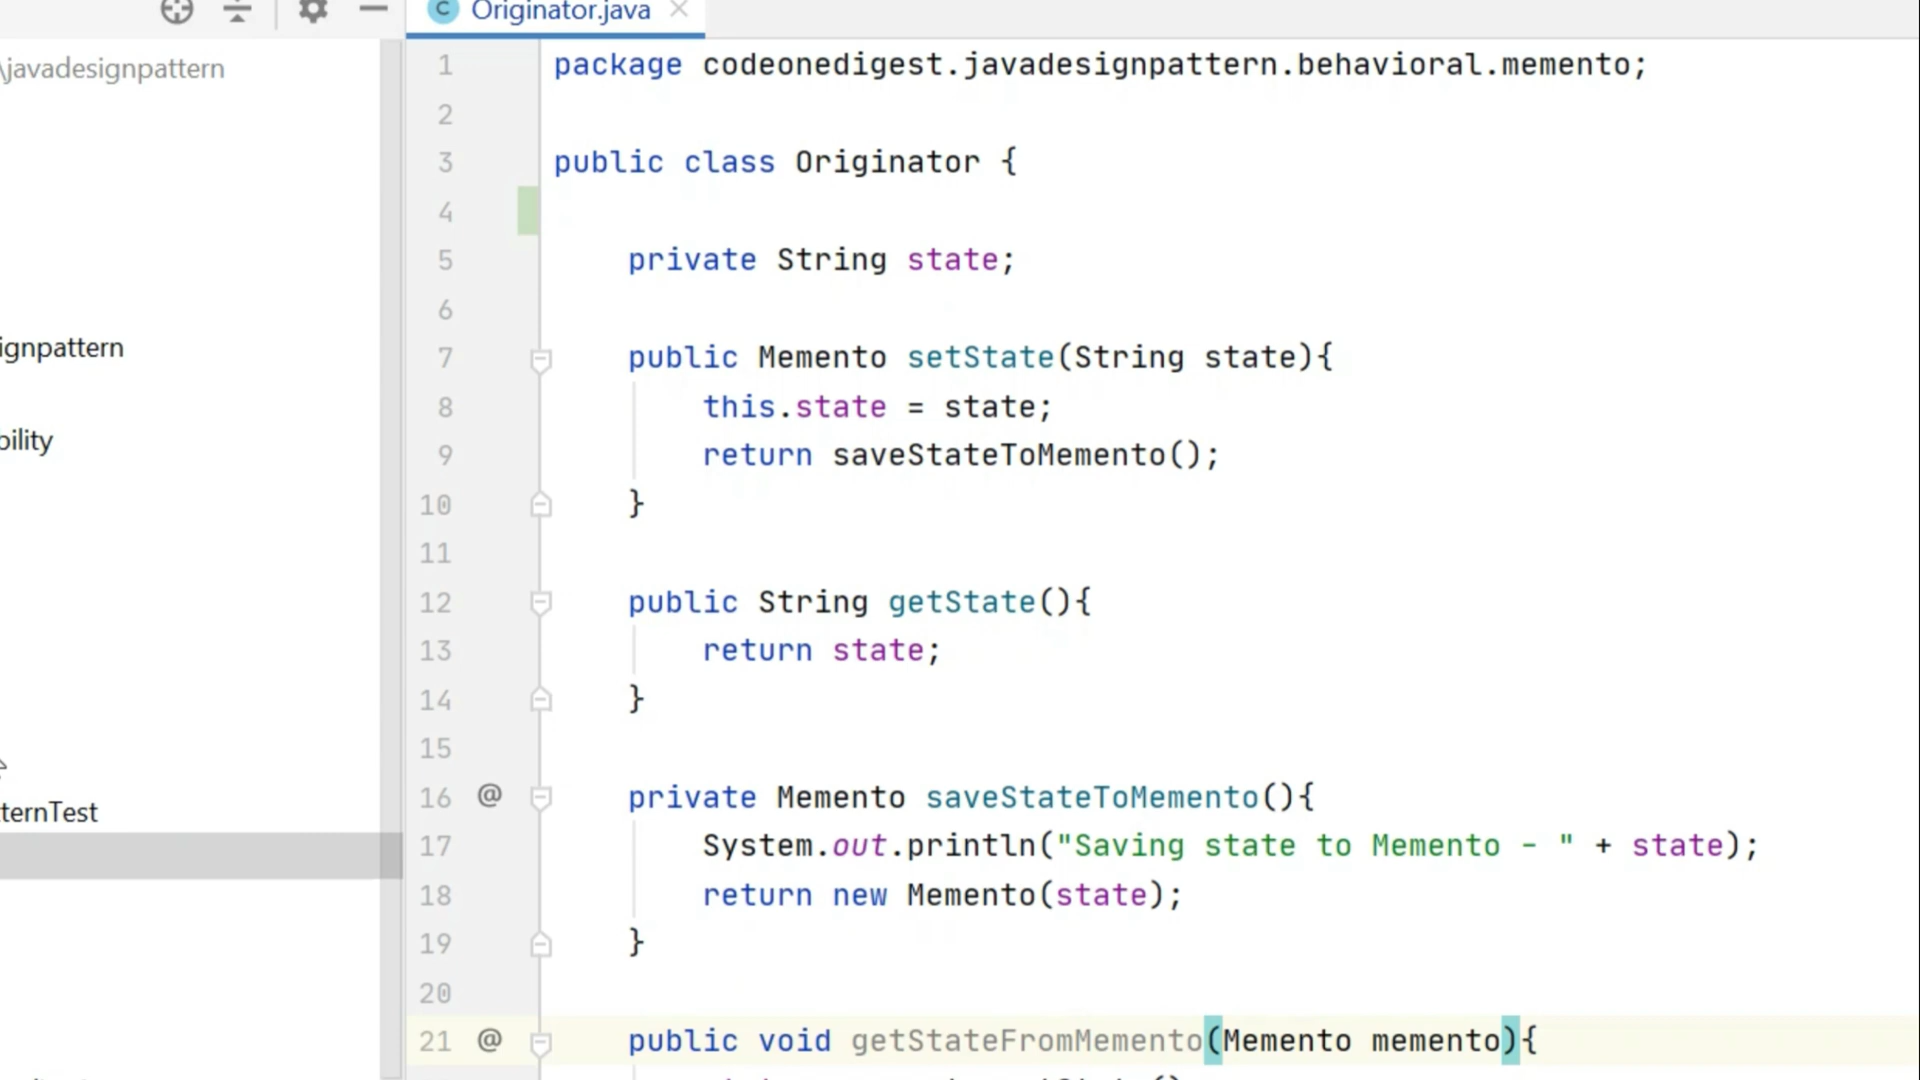 Originator.java
\javadesignpattern
ignpattern
bility
ternTest
1 package codeonedigest.javadesignpattern.behavioral.memento;
2
3 public class Originator {
4
5 private String state;
6
7 public Memento setState(String state){
8 this.state = state;
9 return saveStateToMemento();
10 }
11
12 public String getState(){
13 return state;
14 }
15
16 @ private Memento saveStateToMemento(){
17 System.out.println("Saving state to Memento - " + state);
18 return new Memento(state);
19 }
20
21 @ public void getStateFromMemento(Memento memento){